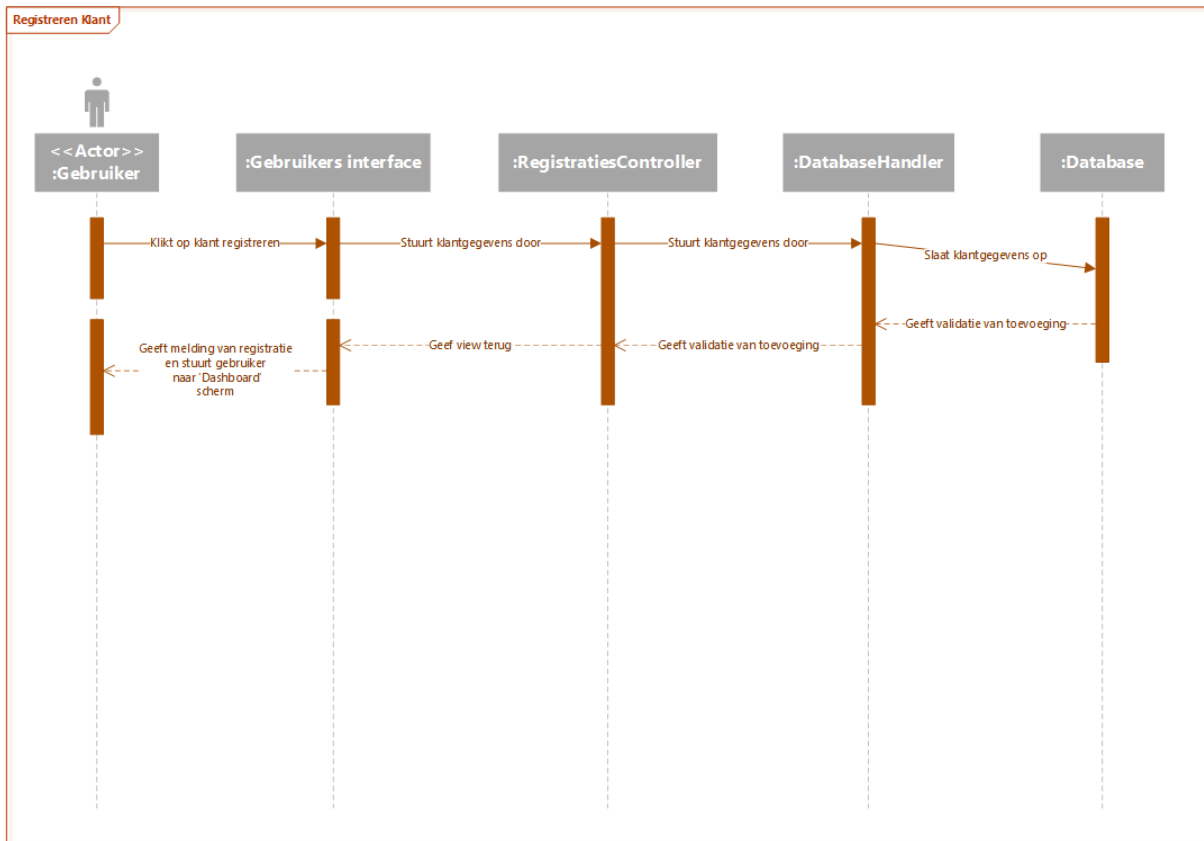 Registreren Klant
<<Actor>>
:Gebruiker
:Gebruikers interface
:RegistratiesController
:DatabaseHandler
:Database
Klikt op klant registreren
Stuurt klantgegevens door
Stuurt klantgegevens door
Slaat klantgegevens op
Geeft validatie van toevoeging
Geeft validatie van toevoeging
Geef view terug
Geeft melding van registratie
en stuurt gebruiker
naar 'Dashboard'
scherm